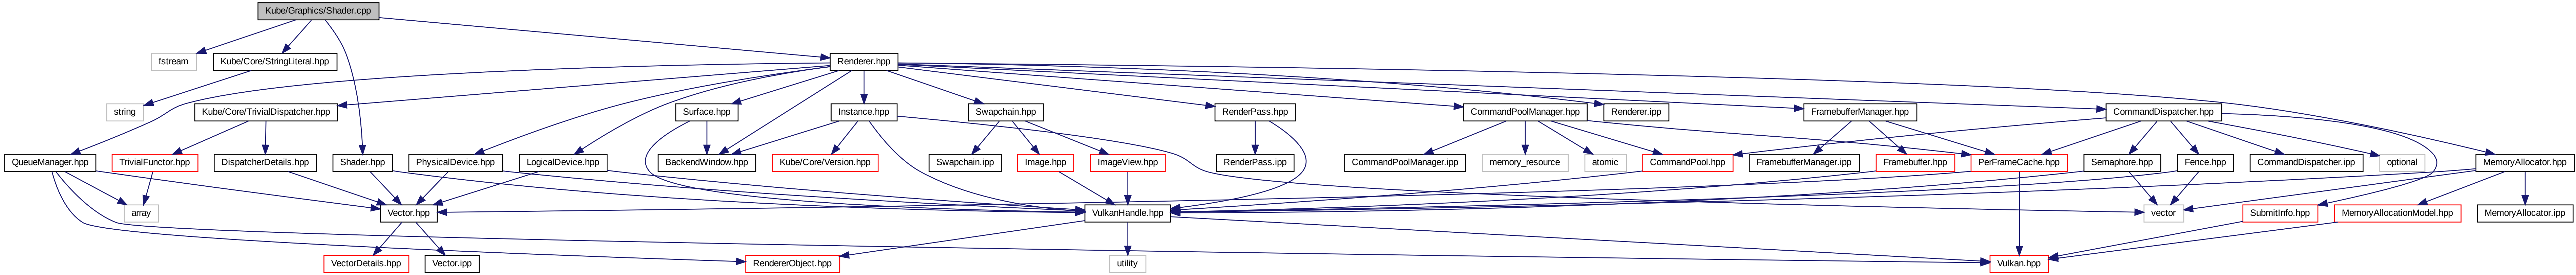 Kube/Graphics/Shader.cpp
fstream
Kube/Core/StringLiteral.hpp
Renderer.hpp
string
Kube/Core/TrivialDispatcher.hpp
Surface.hpp
Instance.hpp
Swapchain.hpp
RenderPass.hpp
CommandPoolManager.hpp
Renderer.ipp
FramebufferManager.hpp
CommandDispatcher.hpp
QueueManager.hpp
TrivialFunctor.hpp
DispatcherDetails.hpp
Shader.hpp
PhysicalDevice.hpp
LogicalDevice.hpp
BackendWindow.hpp
Kube/Core/Version.hpp
Swapchain.ipp
Image.hpp
ImageView.hpp
RenderPass.ipp
CommandPoolManager.ipp
memory_resource
atomic
CommandPool.hpp
FramebufferManager.ipp
Framebuffer.hpp
PerFrameCache.hpp
Semaphore.hpp
Fence.hpp
CommandDispatcher.ipp
optional
MemoryAllocator.hpp
array
Vector.hpp
VulkanHandle.hpp
vector
SubmitInfo.hpp
MemoryAllocationModel.hpp
MemoryAllocator.ipp
VectorDetails.hpp
Vector.ipp
RendererObject.hpp
utility
Vulkan.hpp